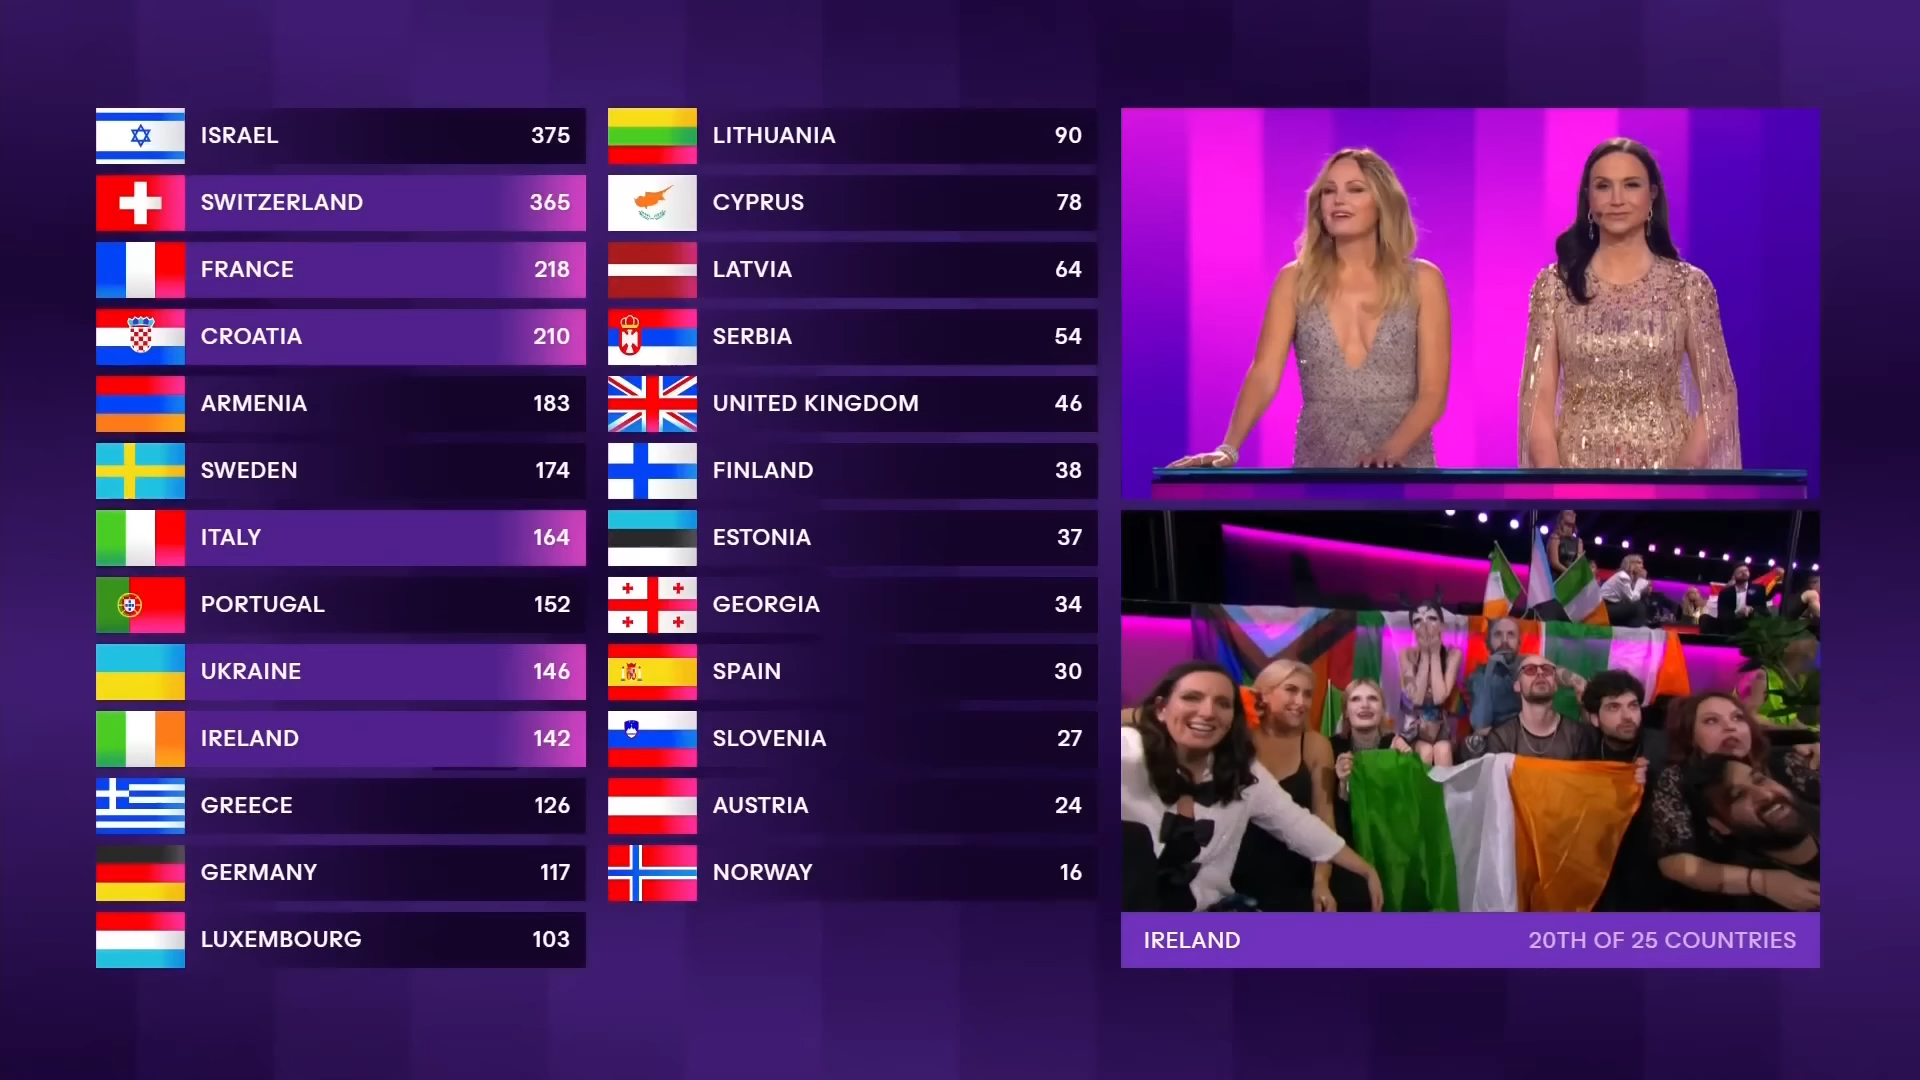 ISRAEL 375
SWITZERLAND 365
FRANCE 218
CROATIA 210
ARMENIA 183
SWEDEN 174
ITALY 164
PORTUGAL 152
UKRAINE 146
IRELAND 142
GREECE 126
GERMANY 117
LUXEMBOURG 103
LITHUANIA 90
CYPRUS 78
LATVIA 64
SERBIA 54
UNITED KINGDOM 46
FINLAND 38
ESTONIA 37
GEORGIA 34
SPAIN 30
SLOVENIA 27
AUSTRIA 24
NORWAY 16
IRELAND 20TH OF 25 COUNTRIES